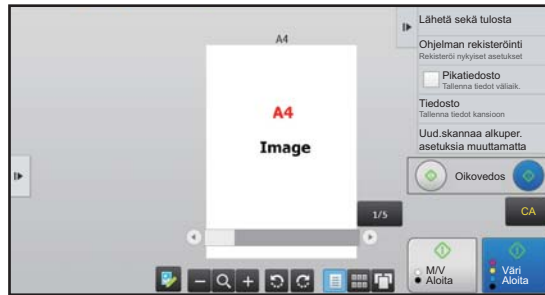 A4
A4
Image
1/5
Lähetä sekä tulosta
Ohjelman rekisteröinti
Rekisteröi nykyiset asetukset
Pikatiedosto
Tallenna tiedot väliaik.
Tiedosto
Tallenna tiedot kansioon
Uud.skannaa alkuper.
asetuksia muuttamatta
Oikovedos
CA
M/V
Aloita
Väri
Aloita